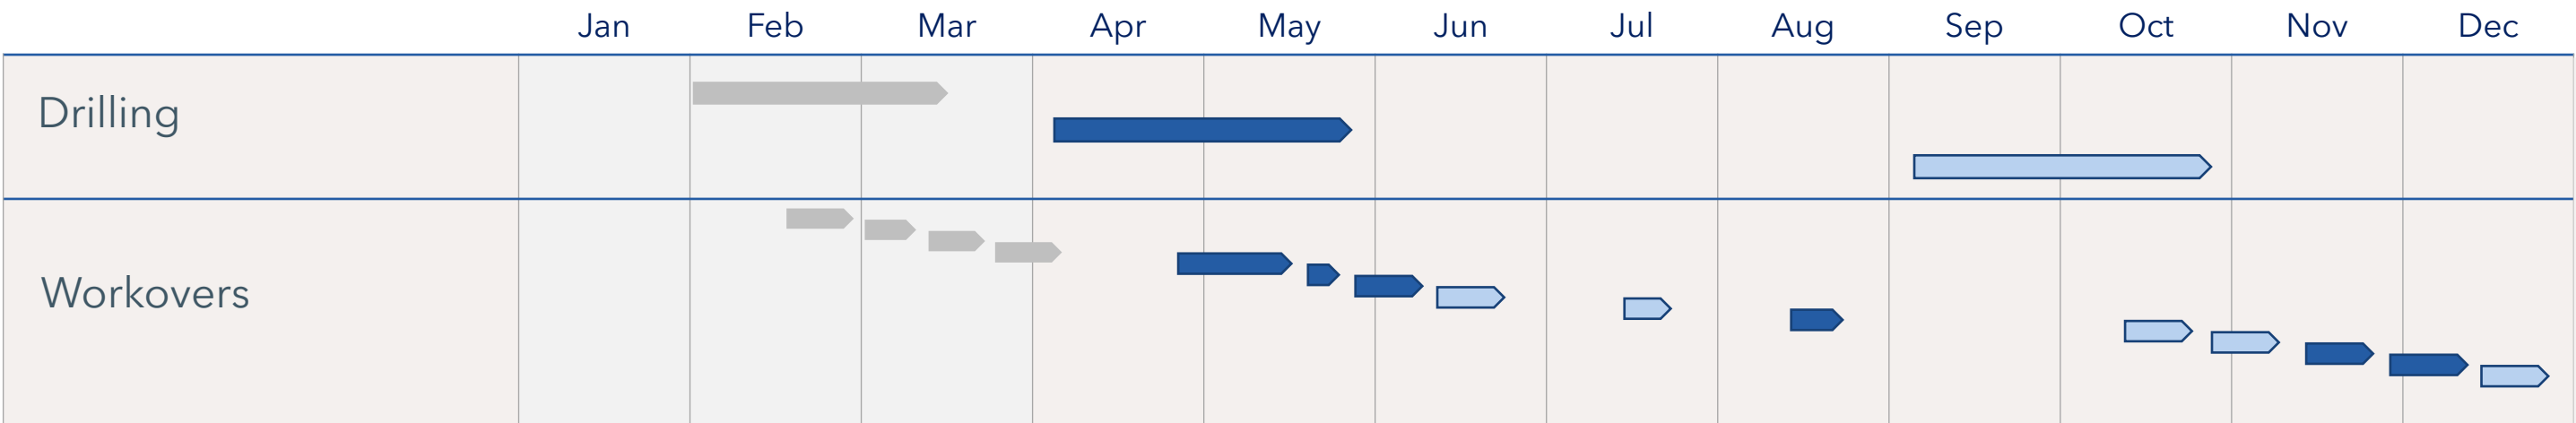 Jan Feb Mar Apr May Jun Jul Aug Sep Oct Nov Dec
Drilling
Workovers